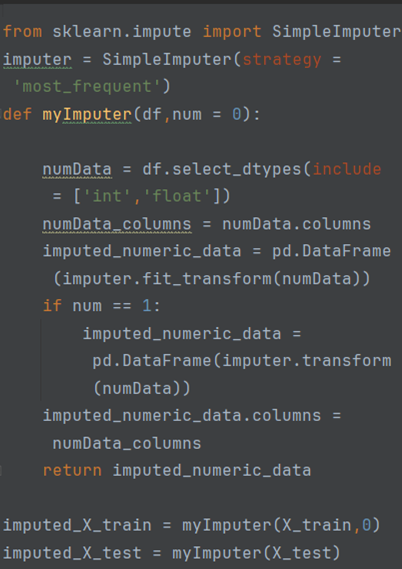 from sklearn.impute import SimpleImputer
imputer = SimpleImputer(strategy =
 'most_frequent')
def myImputer(df,num = 0):
    numData = df.select_dtypes(include
     = ['int','float'])
    numData_columns = numData.columns
    imputed_numeric_data = pd.DataFrame
     (imputer.fit_transform(numData))
    if num == 1:
        imputed_numeric_data =
         pd.DataFrame(imputer.transform
         (numData))
    imputed_numeric_data.columns =
     numData_columns
    return imputed_numeric_data
imputed_X_train = myImputer(X_train,0)
imputed_X_test = myImputer(X_test)